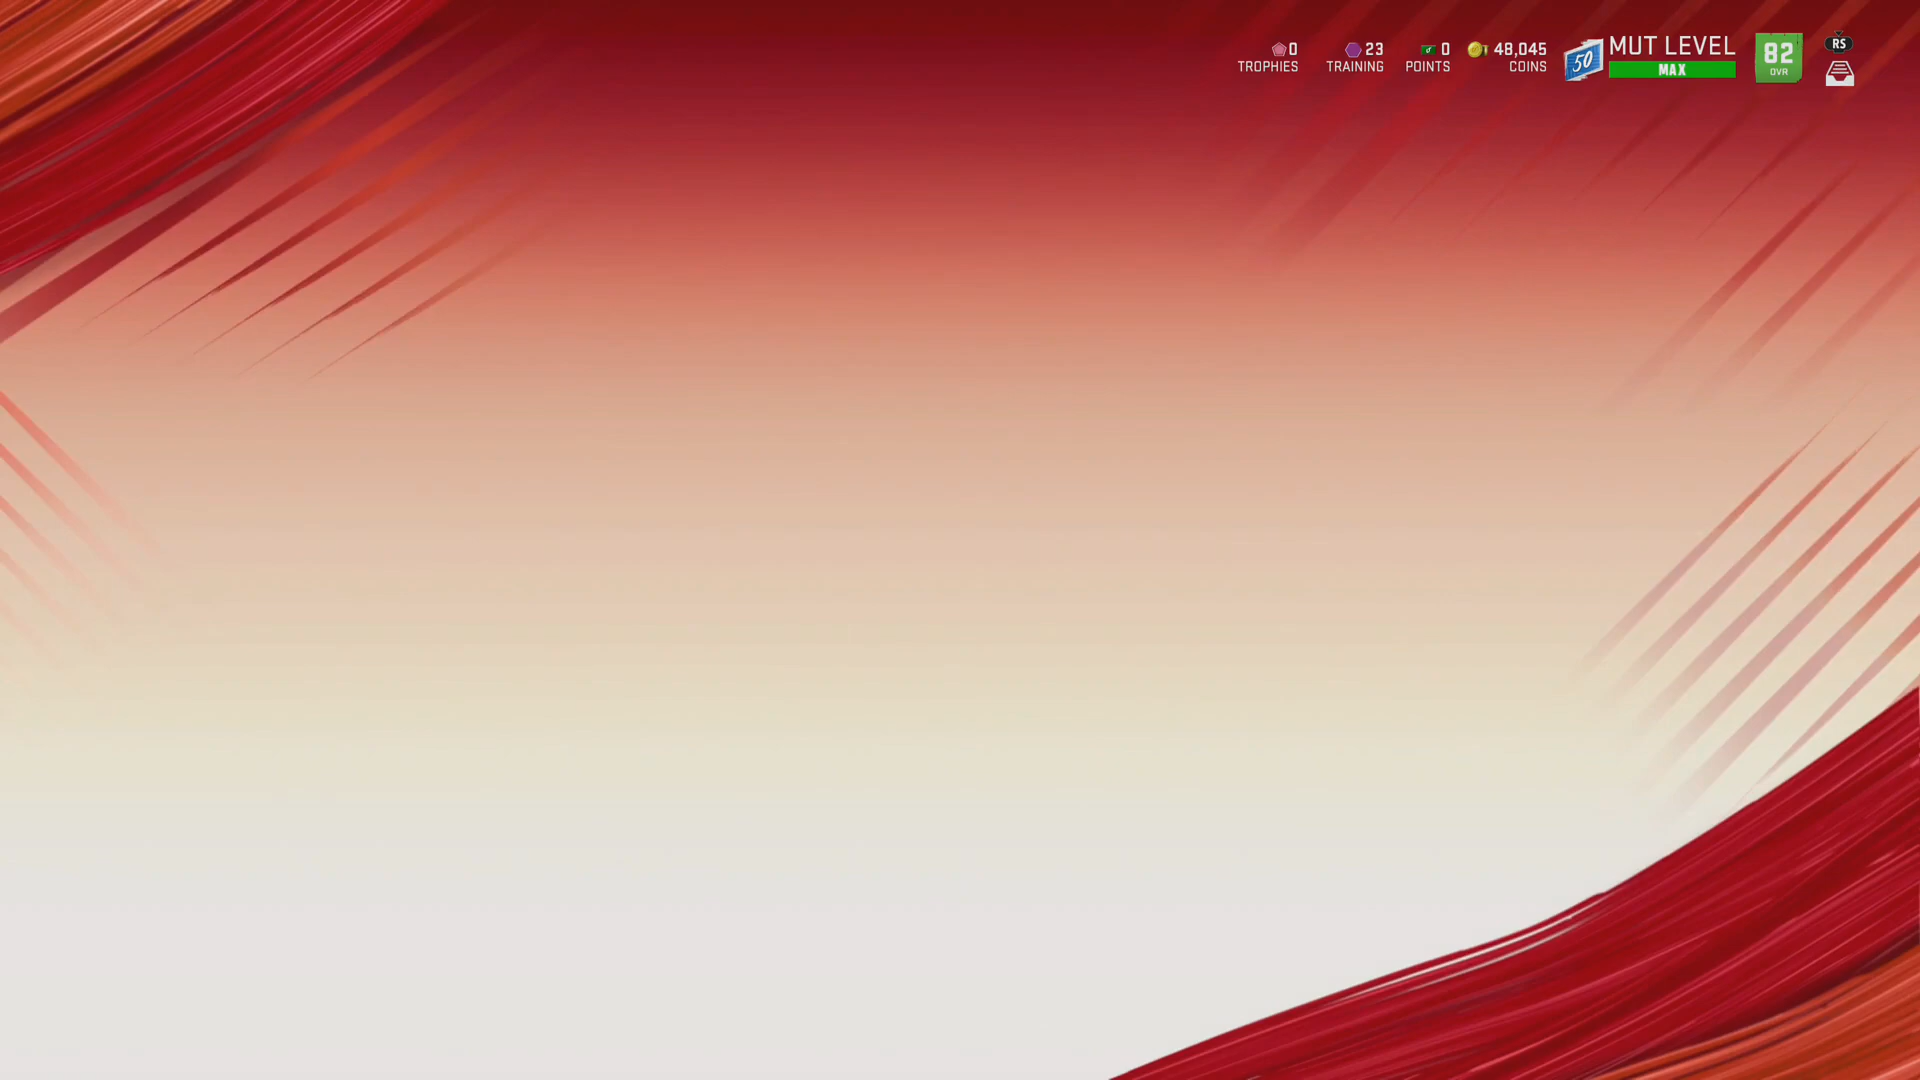 0 TROPHIES
23 TRAINING
0 POINTS
48,045 COINS
50
MUT LEVEL
MAX
82
OVR
RS